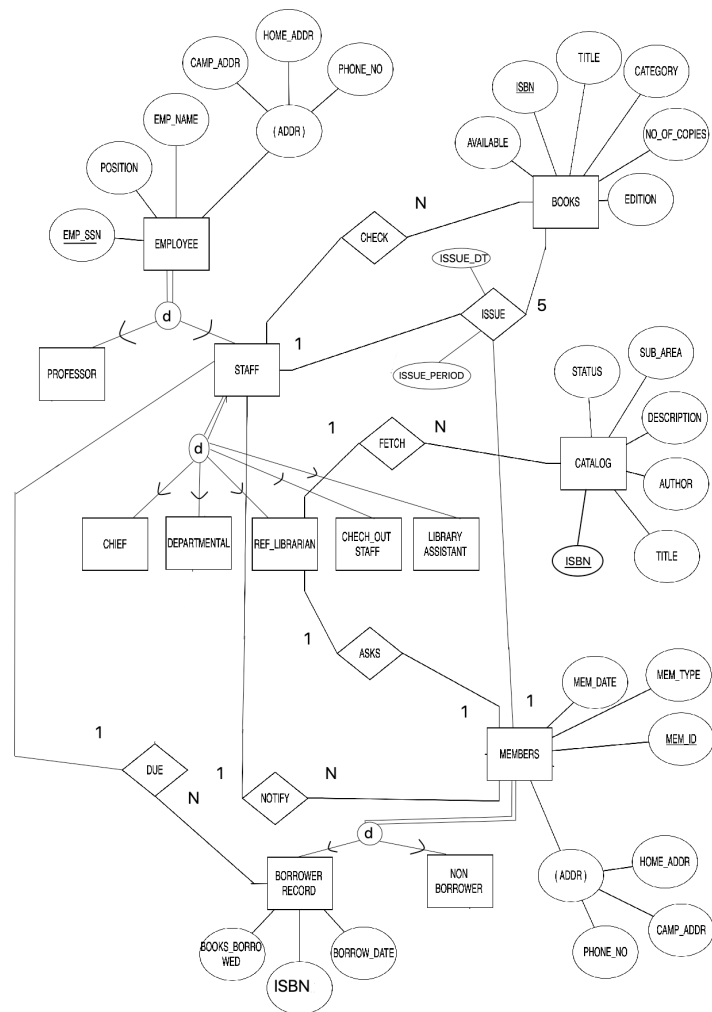 HOME_ADDR
CAMP_ADDR
PHONE_NO
EMP_NAME
( ADDR )
POSITION
EMP_SSN
EMPLOYEE
TITLE
ISBN
CATEGORY
AVAILABLE
NO_OF_COPIES
BOOKS
EDITION
N
CHECK
ISSUE_DT
ISSUE
5
1
ISSUE_PERIOD
d
PROFESSOR
STAFF
STATUS
SUB_AREA
DESCRIPTION
CATALOG
AUTHOR
ISBN
TITLE
1
FETCH
N
d
CHIEF
DEPARTMENTAL
REF_LIBRARIAN
CHECH_OUT
STAFF
LIBRARY
ASSISTANT
1
ASKS
1
1
MEM_DATE
MEM_TYPE
MEM_ID
MEMBERS
1
DUE
N
1
NOTIFY
N
d
BORROWER
RECORD
NON
BORROWER
( ADDR )
HOME_ADDR
CAMP_ADDR
PHONE_NO
BOOKS_BORRO
WED
ISBN
BORROW_DATE